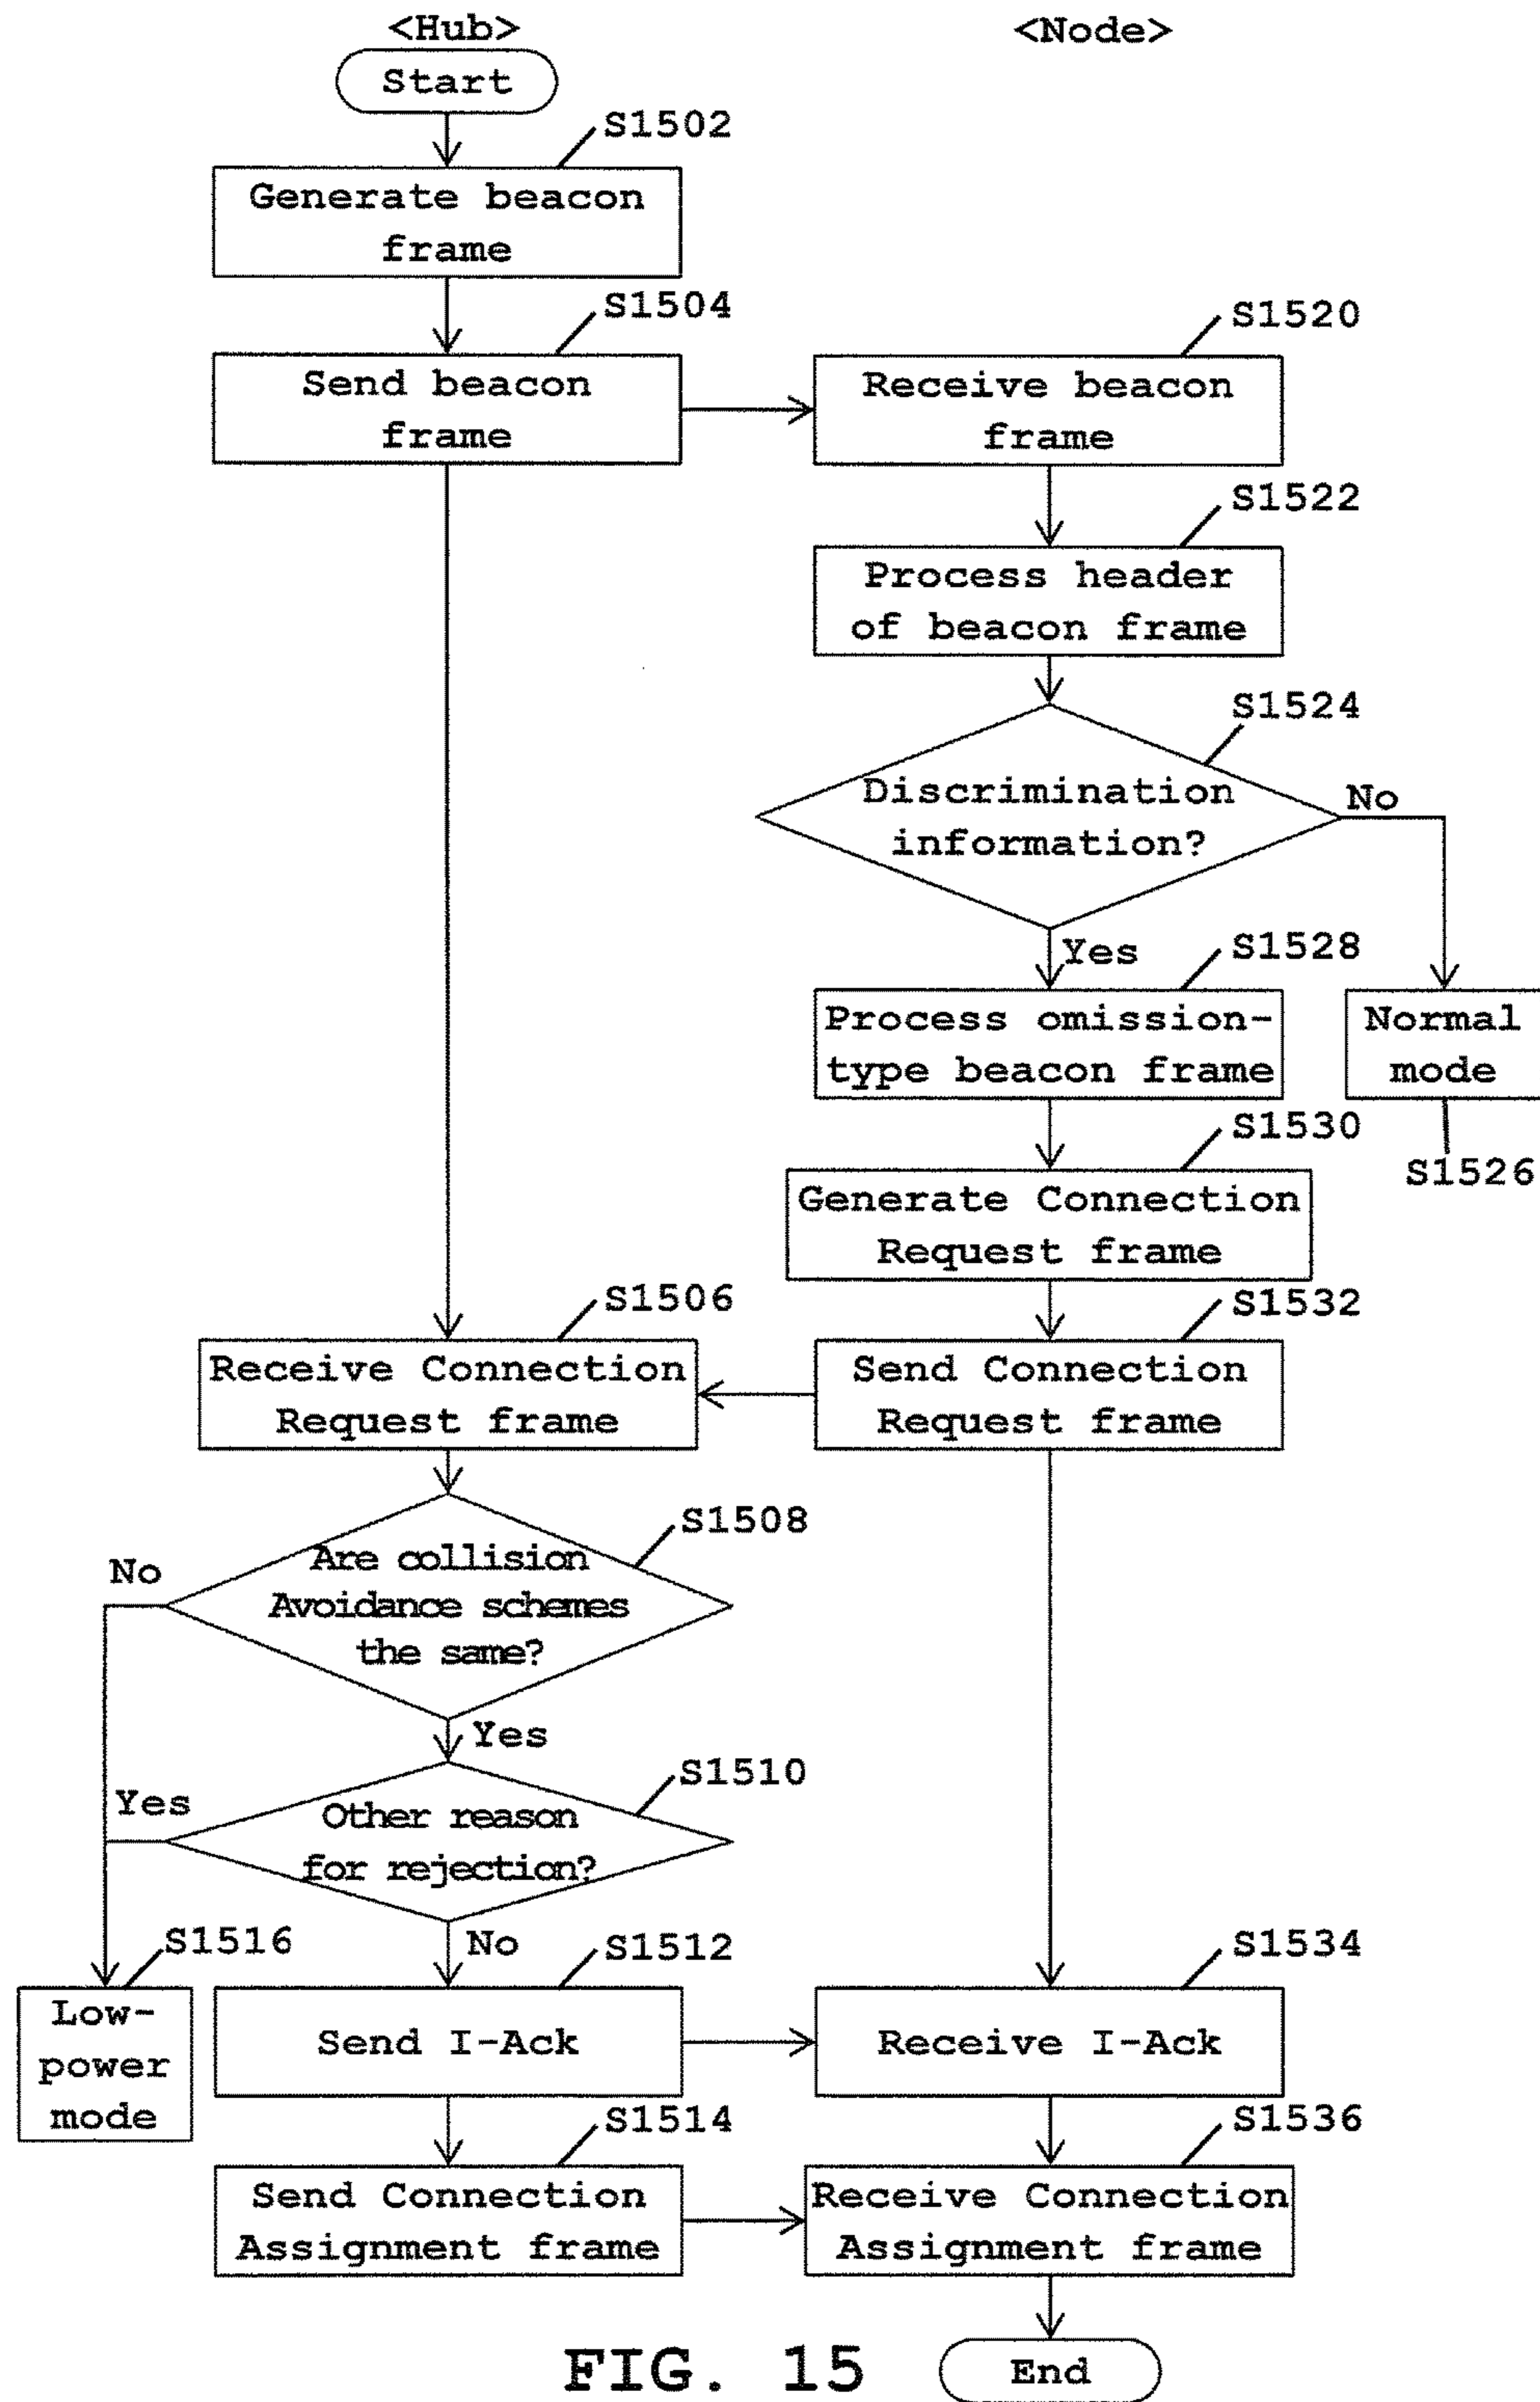 <Hub>
<Node>
Start
S1502
Generate beacon
frame
S1504
Send beacon
frame
S1520
Receive beacon
frame
S1522
Process header
of beacon frame
S1524
Discrimination
information?
No
Yes
S1528
Process omission-
type beacon frame
Normal
mode
S1526
S1530
Generate Connection
Request frame
S1506
Receive Connection
Request frame
S1532
Send Connection
Request frame
S1508
Are collision
Avoidance schemes
the same?
No
Yes
S1510
Other reason
for rejection?
Yes
No
S1516
Low-
power
mode
S1512
Send I-Ack
S1534
Receive I-Ack
S1514
Send Connection
Assignment frame
S1536
Receive Connection
Assignment frame
End
FIG. 15